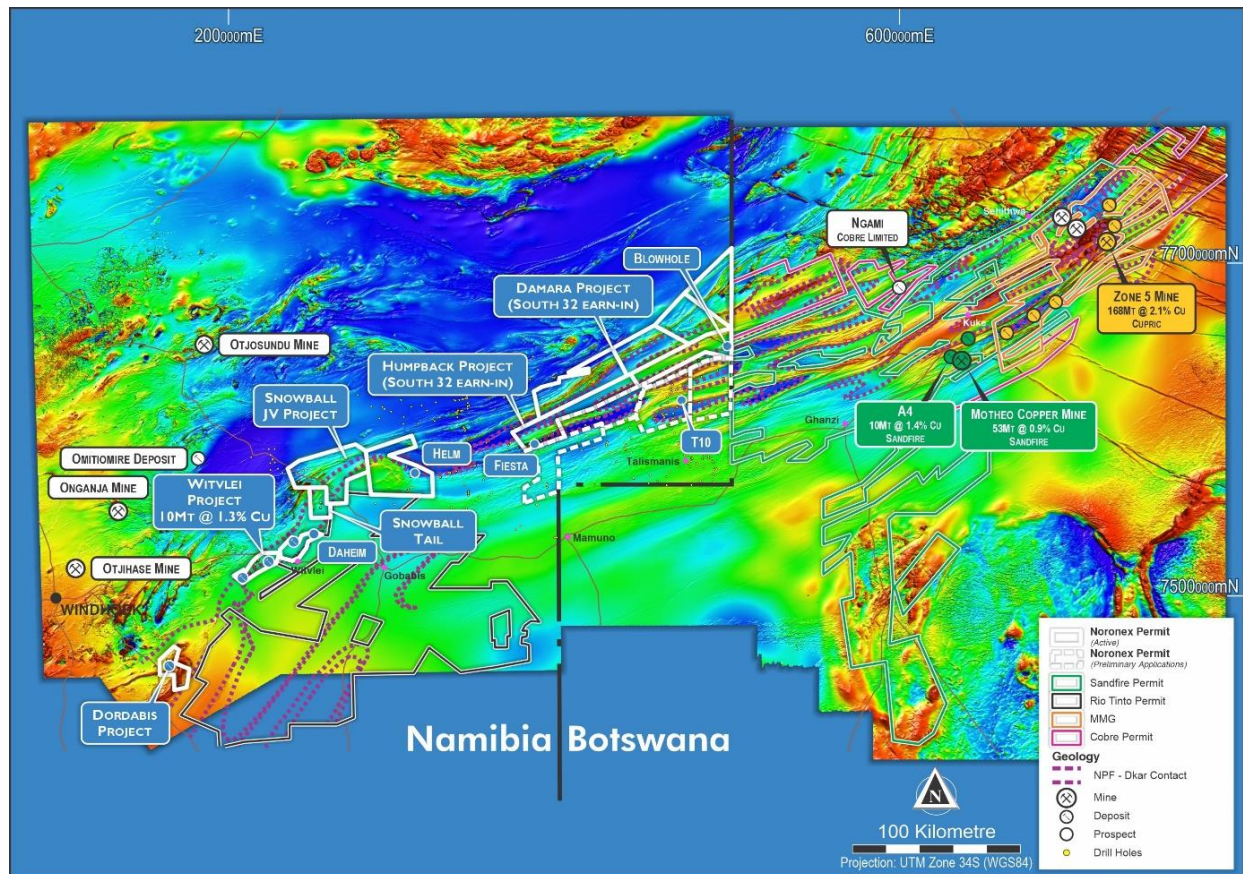 200000mE
600000mE
7700000mN
7500000mN
Sehitwa
NGAMI
COBRE LIMITED
BLOWHOLE
DAMARA PROJECT
(SOUTH 32 EARN-IN)
ZONE 5 MINE
168MT @ 2.1% CU
CUPRIC
Kuke
OTJOSUNDU MINE
HUMPBACK PROJECT
(SOUTH 32 EARN-IN)
SNOWBALL
JV PROJECT
A4
10MT @ 1.4% CU
SANDFIRE
MOTHEO COPPER MINE
53MT @ 0.9% CU
SANDFIRE
Ghanzi
T10
HELM
FIESTA
Talismanis
OMITIOMIRE DEPOSIT
ONGANJA MINE
WITVLEI
PROJECT
10MT @ 1.3% CU
SNOWBALL
TAIL
DAHEIM
Mamuno
Witvlei
Gobabis
OTJIHASE MINE
WINDHOEK
DORDABIS
PROJECT
Namibia Botswana
N
100 Kilometre
Projection: UTM Zone 34S (WGS84)
Noronex Permit
(Active)
Noronex Permit
(Preliminary Applications)
Sandfire Permit
Rio Tinto Permit
MMG
Cobre Permit
Geology
NPF - Dkar Contact
Mine
Deposit
Prospect
Drill Holes